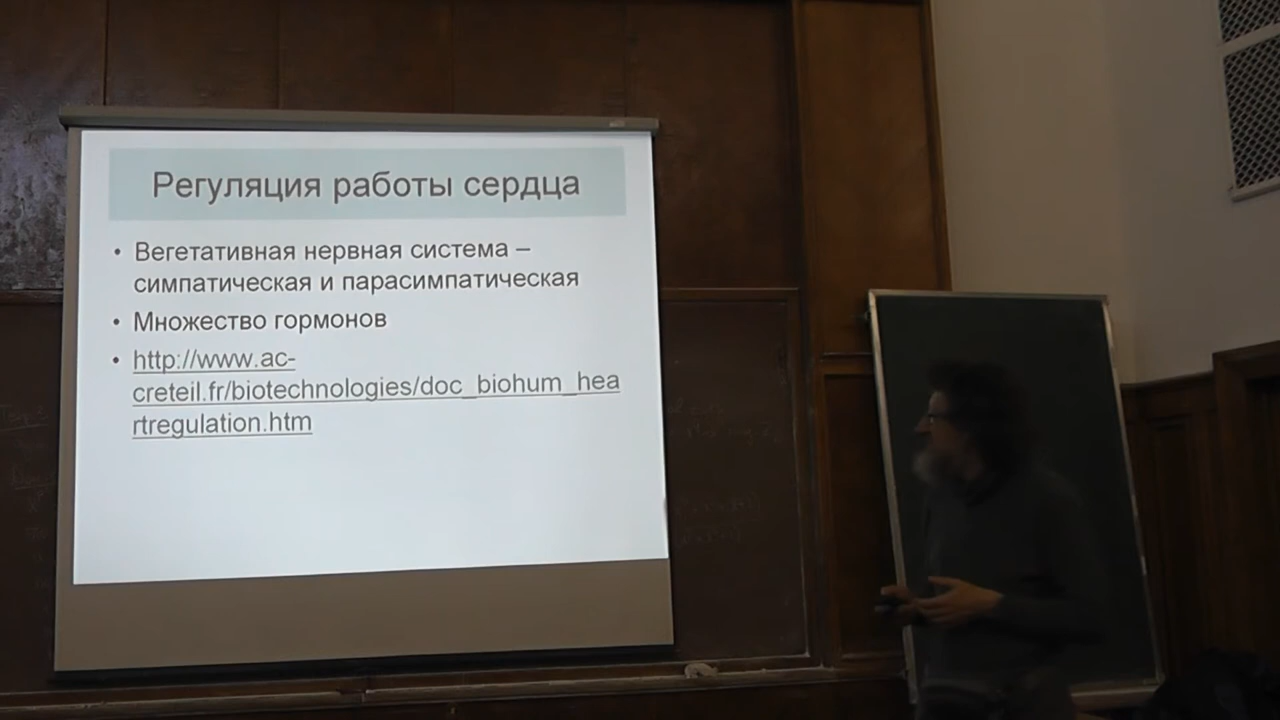 Регуляция работы сердца
• Вегетативная нервная система –
симпатическая и парасимпатическая
• Множество гормонов
• http://www.ac-
creteil.fr/biotechnologies/doc_biohum_hea
rtregulation.htm